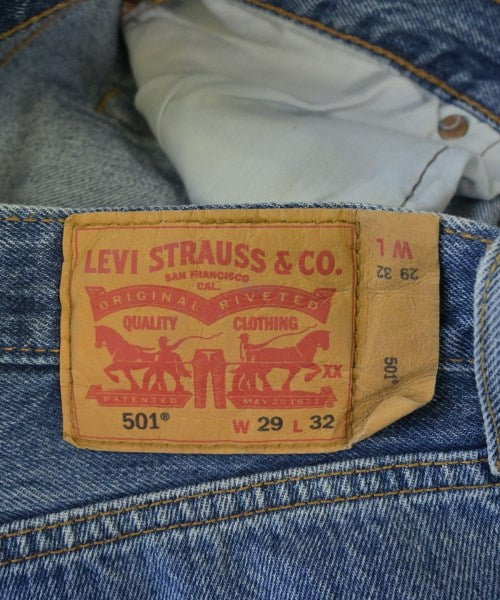 LEVI STRAUSS & CO.
SAN FRANCISCO
CAL.
ORIGINAL RIVETED
QUALITY CLOTHING
XX
PATENTED MAY 20 1873
501® W 29 L 32
W L
29 32
501®